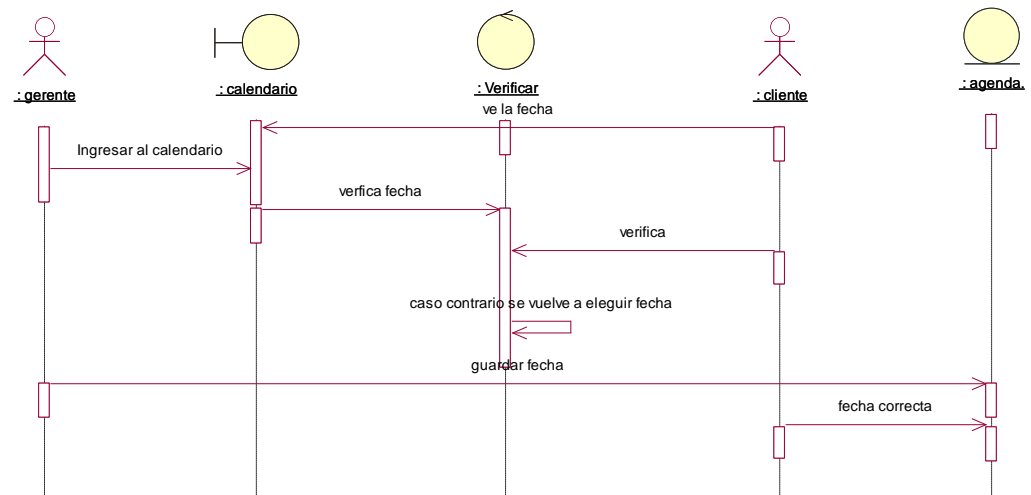 : gerente
: calendario
: Verificar
: cliente
: agenda.
ve la fecha
Ingresar al calendario
verfica fecha
verifica
caso contrario se vuelve a eleguir fecha
guardar fecha
fecha correcta